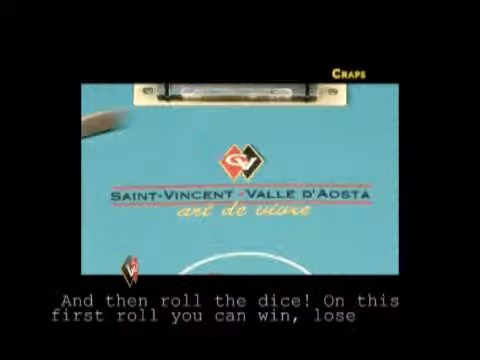 CRAPS
GV
SAINT-VINCENT • VALLE D'AOSTA
art de vivre
And then roll the dice! On this
first roll you can win, lose